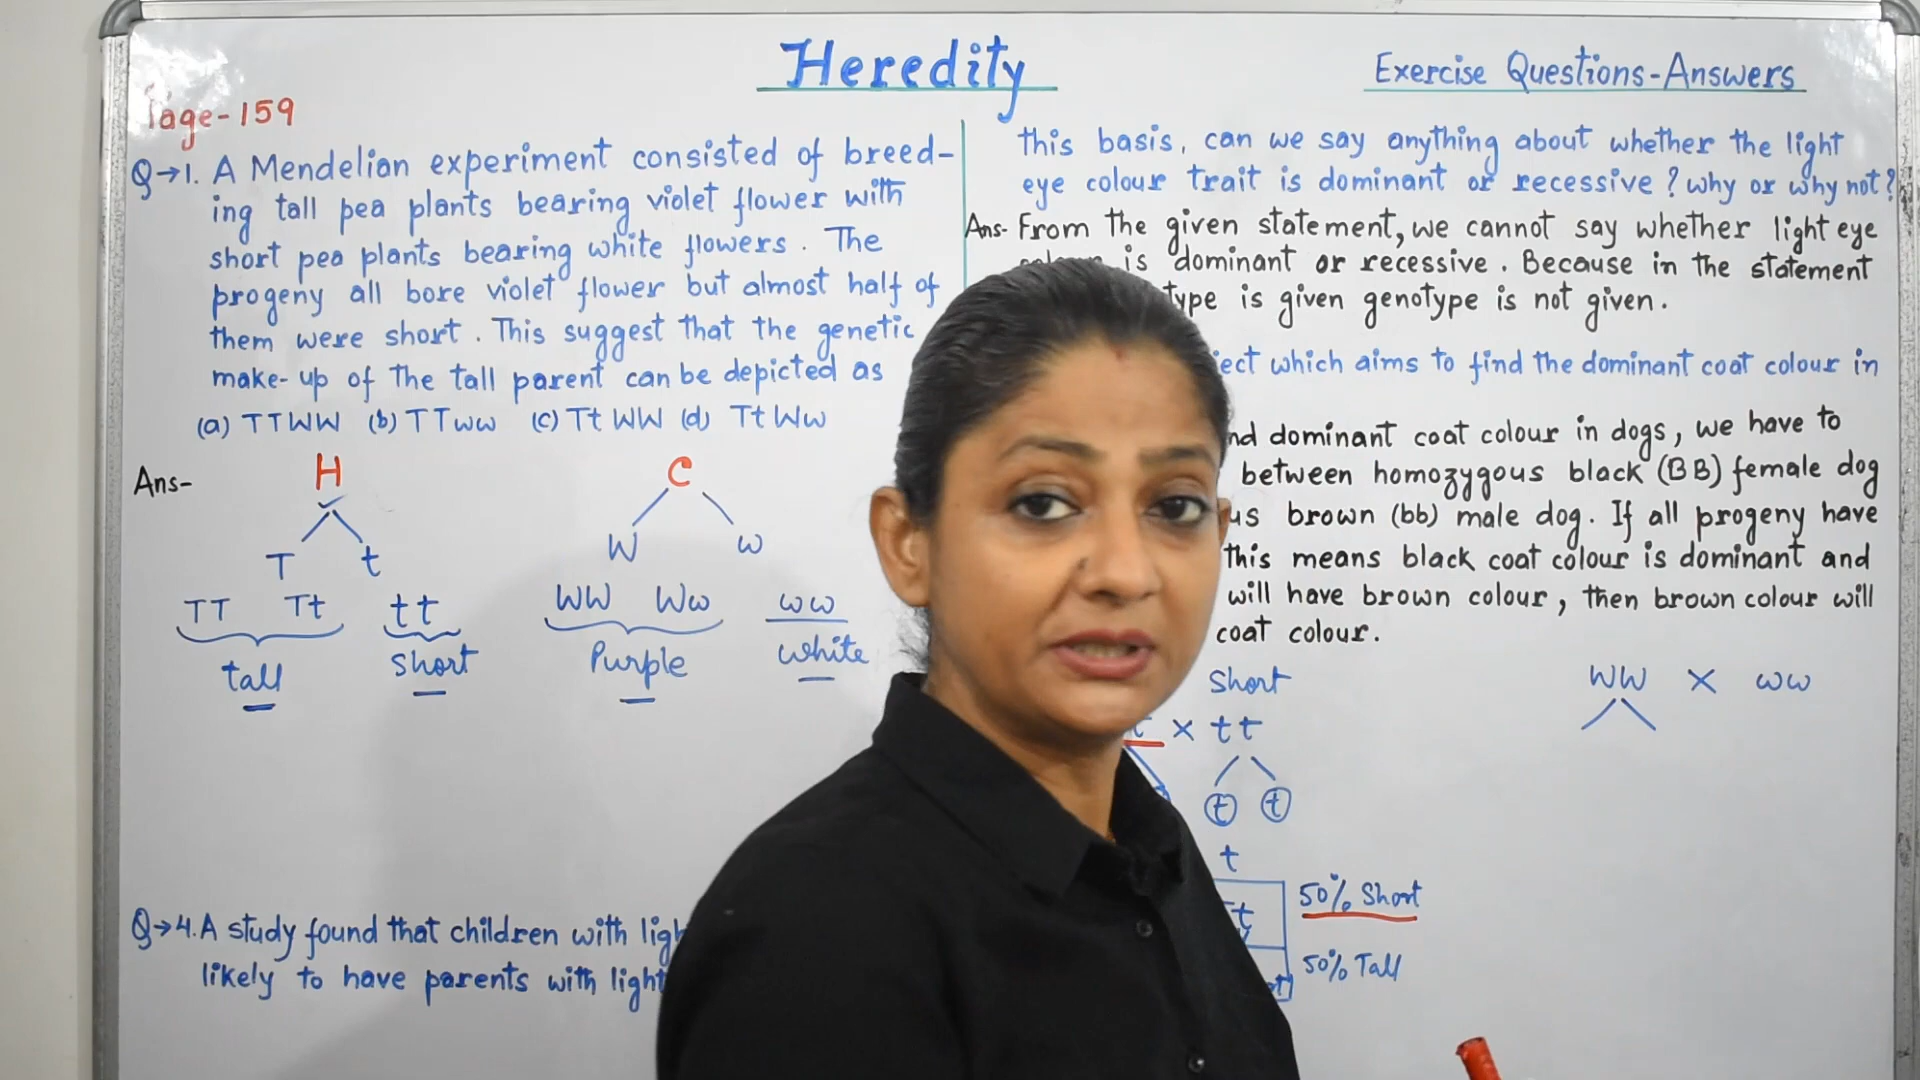 Heredity
Exercise Questions-Answers
Page-159
Q→1. A Mendelian experiment consisted of breed-
ing tall pea plants bearing violet flower with
short pea plants bearing white flowers. The
progeny all bore violet flower but almost half of
them were short. This suggest that the genetic
make-up of the tall parent can be depicted as
(a) TTWW (b) TTww (c) TtWW (d) TtWw
Ans-
H
T t
TT Tt tt
tall short
C
W w
WW Ww ww
Purple white
Q→4. A study found that children with
likely to have parents with light
this basis, can we say anything about whether the light
eye colour trait is dominant or recessive? why or why not?
Ans- From the given statement, we cannot say whether light eye
is dominant or recessive. Because in the statement
type is given genotype is not given.
which aims to find the dominant coat colour in
dominant coat colour in dogs, we have to
between homozygous black (BB) female dog
brown (bb) male dog. If all progeny have
this means black coat colour is dominant and
will have brown colour, then brown colour will
coat colour.
Short
x tt
t t
t
50% Short
50% Tall
WW X ww